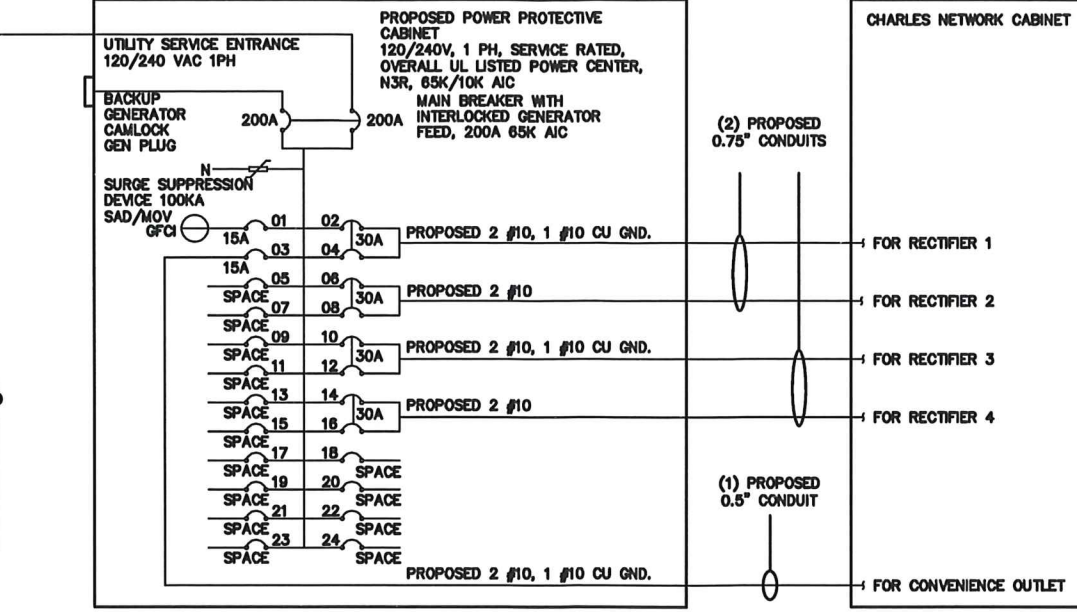 PROPOSED POWER PROTECTIVE
CABINET
120/240V, 1 PH, SERVICE RATED,
OVERALL UL LISTED POWER CENTER,
N3R, 65K/10K AIC
MAIN BREAKER WITH
INTERLOCKED GENERATOR
FEED, 200A 65K AIC
CHARLES NETWORK CABINET
UTILITY SERVICE ENTRANCE
120/240 VAC 1PH
BACKUP
GENERATOR
CAMLOCK
GEN PLUG
200A
200A
(2) PROPOSED
0.75" CONDUITS
N
SURGE SUPPRESSION
DEVICE 100KA
SAD/MOV
GFCI
01 02
15A 30A
PROPOSED 2 #10, 1 #10 CU GND.
FOR RECTIFIER 1
03 04
15A
05 06
SPACE 30A
PROPOSED 2 #10
FOR RECTIFIER 2
07 08
SPACE
09 10
SPACE 30A
PROPOSED 2 #10, 1 #10 CU GND.
FOR RECTIFIER 3
11 12
SPACE
13 14
SPACE 30A
PROPOSED 2 #10
FOR RECTIFIER 4
15 16
SPACE
17 18
SPACE SPACE
19 20
SPACE SPACE
21 22
SPACE SPACE
23 24
SPACE SPACE
(1) PROPOSED
0.5" CONDUIT
PROPOSED 2 #10, 1 #10 CU GND.
FOR CONVENIENCE OUTLET